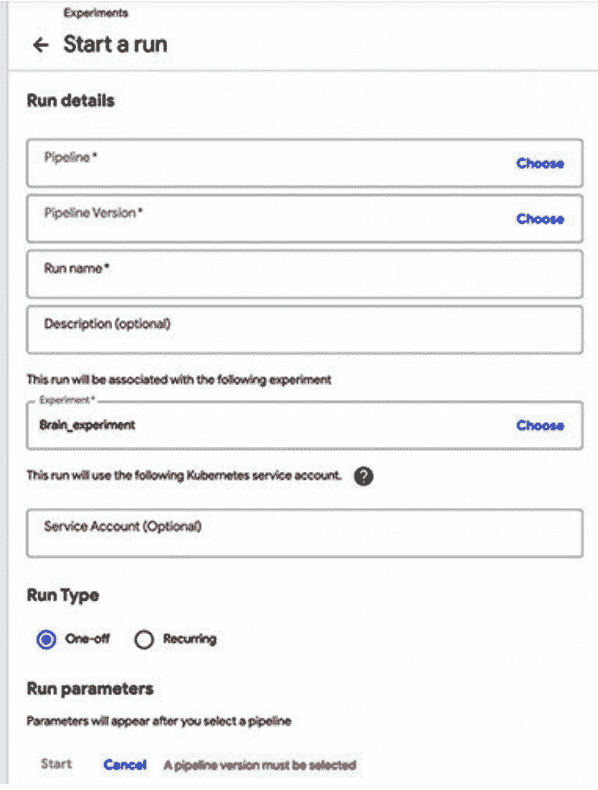 Experiments
← Start a run
Run details
Pipeline* Choose
Pipeline Version* Choose
Run name*
Description (optional)
This run will be associated with the following experiment
Experiment*
Brain_experiment Choose
This run will use the following Kubernetes service account. ?
Service Account (Optional)
Run Type
One-off Recurring
Run parameters
Parameters will appear after you select a pipeline
Start Cancel A pipeline version must be selected